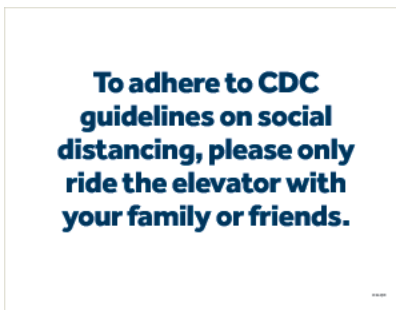 To adhere to CDC
guidelines on social
distancing, please only
ride the elevator with
your family or friends.